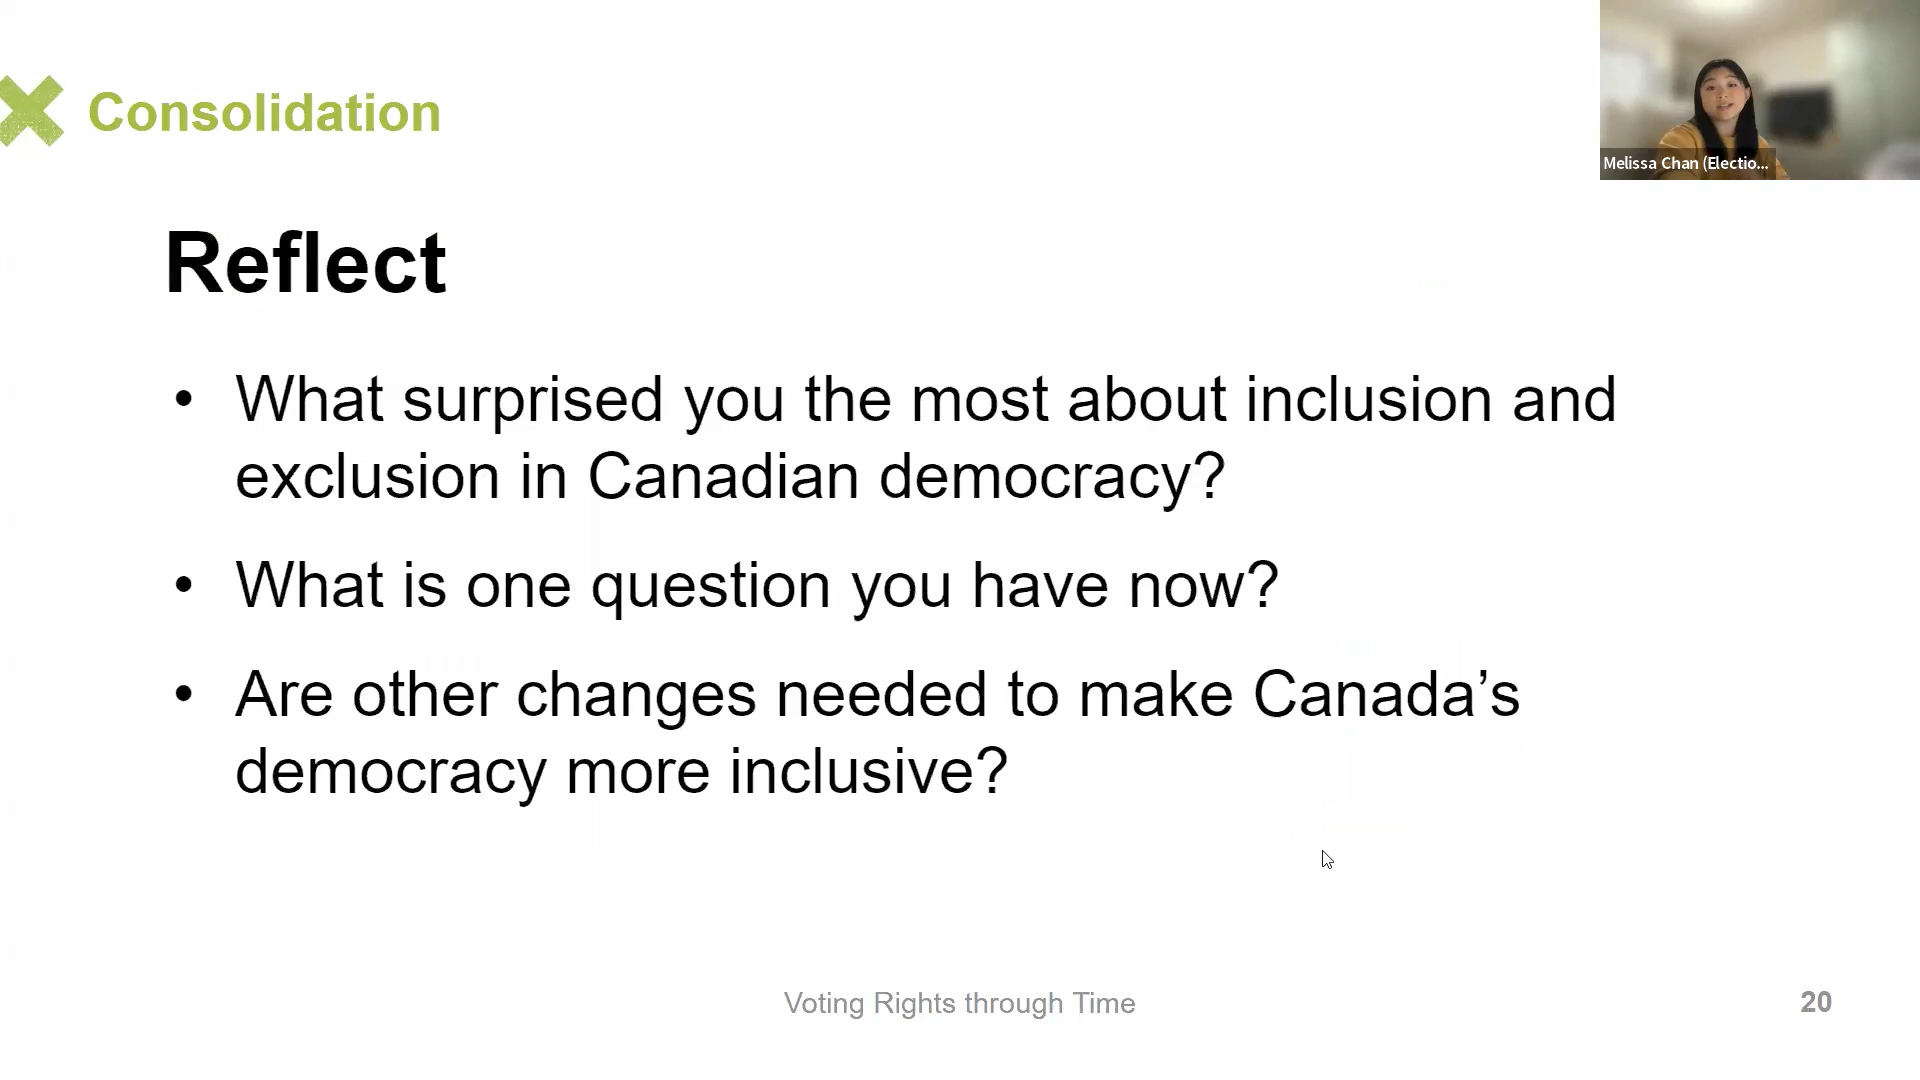 Consolidation
Melissa Chan (Electio...
Reflect
• What surprised you the most about inclusion and
exclusion in Canadian democracy?
• What is one question you have now?
• Are other changes needed to make Canada’s
democracy more inclusive?
Voting Rights through Time
20